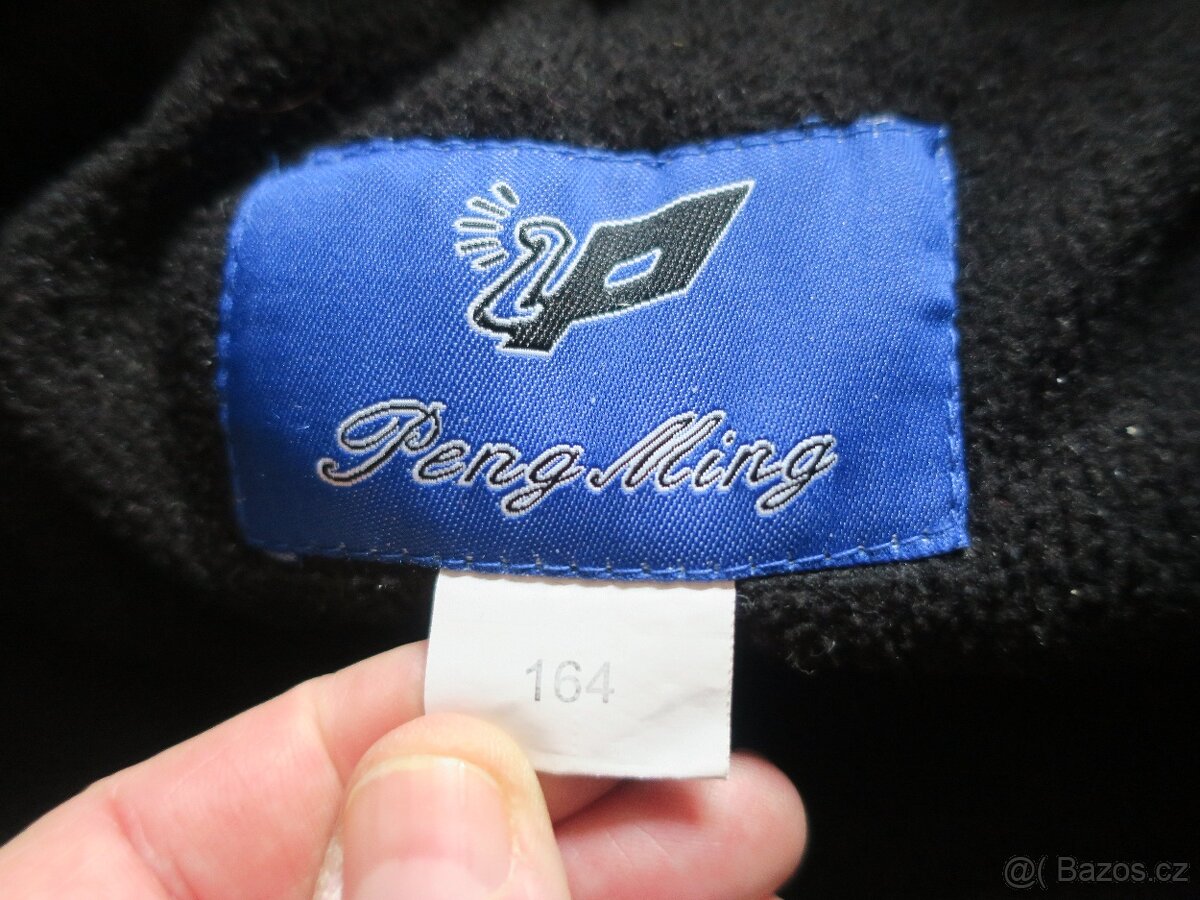 P
Peng Ming
164
@( Bazos.cz